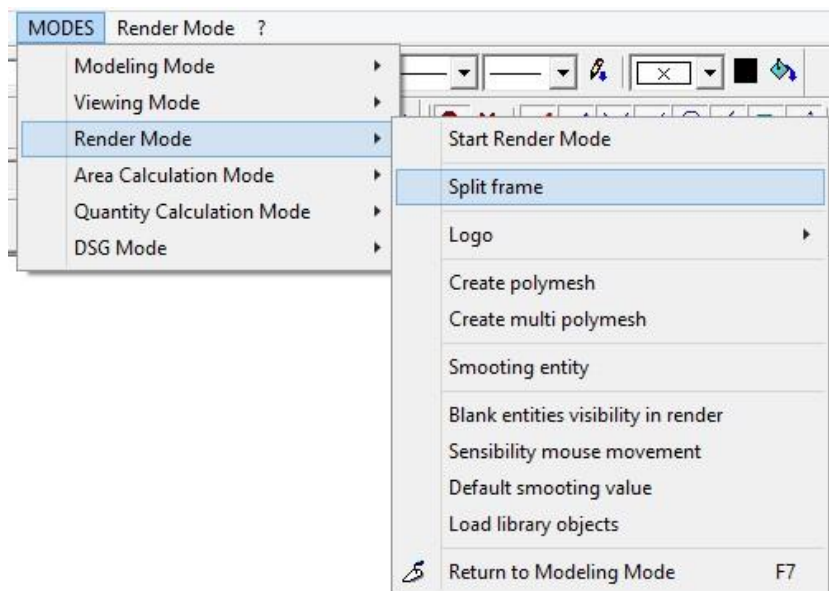 MODES Render Mode ?
Modeling Mode
Viewing Mode
Render Mode
Area Calculation Mode
Quantity Calculation Mode
DSG Mode
Start Render Mode
Split frame
Logo
Create polymesh
Create multi polymesh
Smooting entity
Blank entities visibility in render
Sensibility mouse movement
Default smooting value
Load library objects
Return to Modeling Mode F7